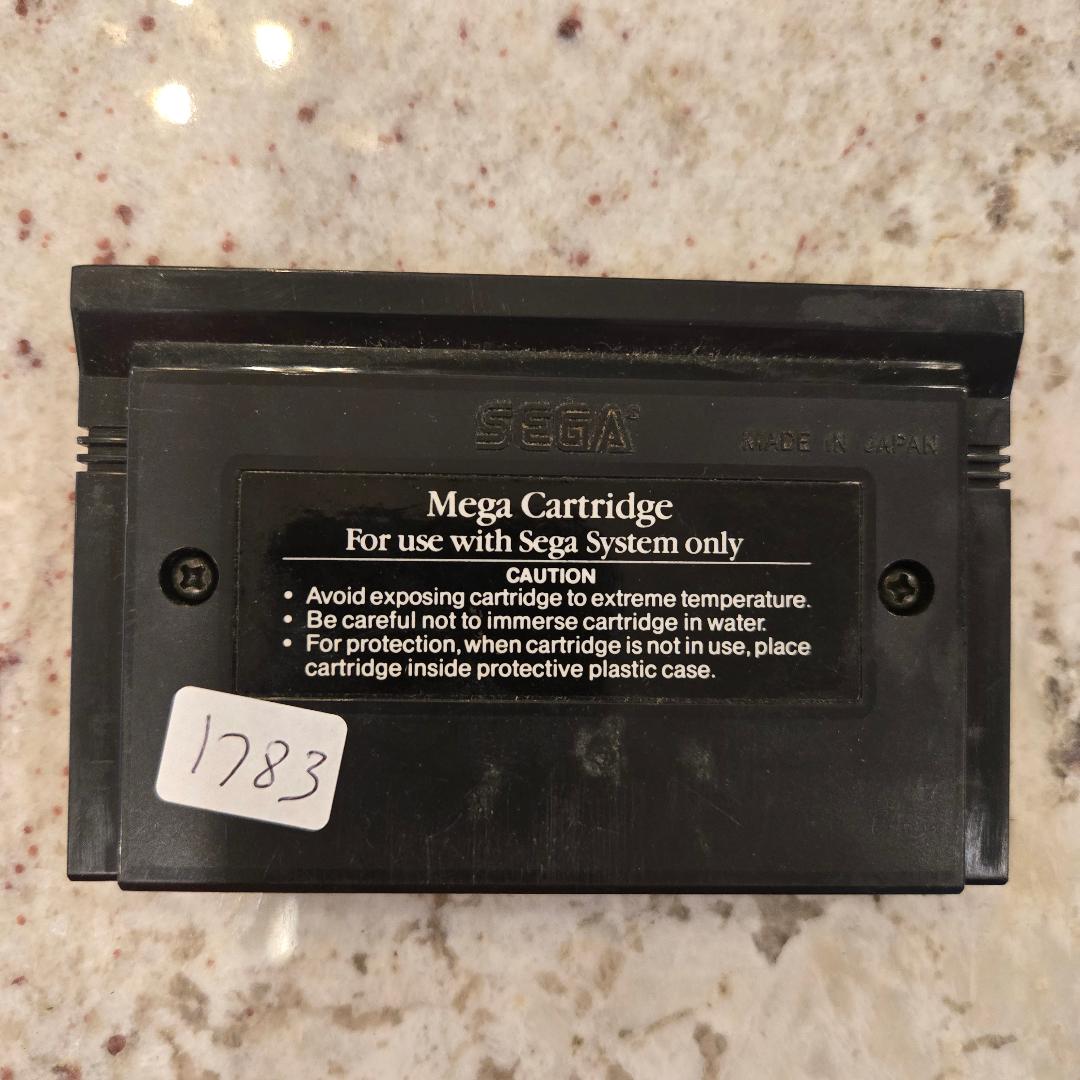 SEGA®
MADE IN JAPAN
Mega Cartridge
For use with Sega System only
CAUTION
• Avoid exposing cartridge to extreme temperature.
• Be careful not to immerse cartridge in water.
• For protection, when cartridge is not in use, place
cartridge inside protective plastic case.
1783